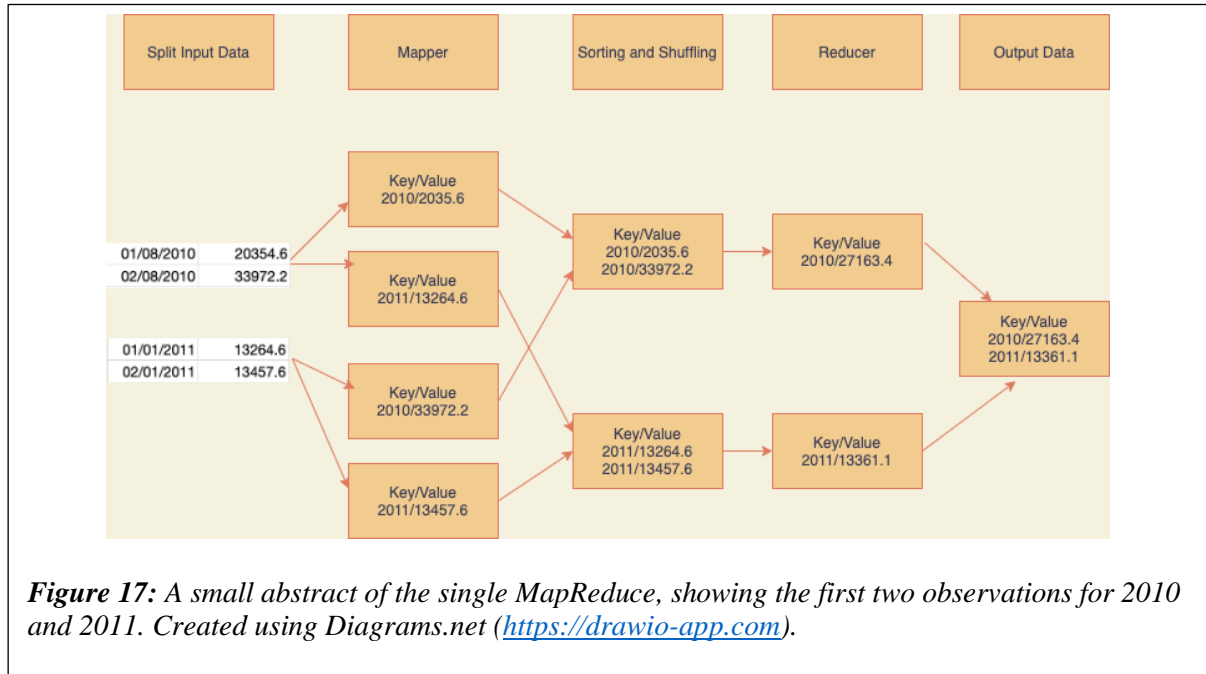 Split Input Data
Mapper
Sorting and Shuffling
Reducer
Output Data
01/08/2010 20354.6
02/08/2010 33972.2
01/01/2011 13264.6
02/01/2011 13457.6
Key/Value
2010/2035.6
Key/Value
2011/13264.6
Key/Value
2010/33972.2
Key/Value
2011/13457.6
Key/Value
2010/2035.6
2010/33972.2
Key/Value
2011/13264.6
2011/13457.6
Key/Value
2010/27163.4
Key/Value
2011/13361.1
Key/Value
2010/27163.4
2011/13361.1
Figure 17: A small abstract of the single MapReduce, showing the first two observations for 2010
and 2011. Created using Diagrams.net (https://drawio-app.com).